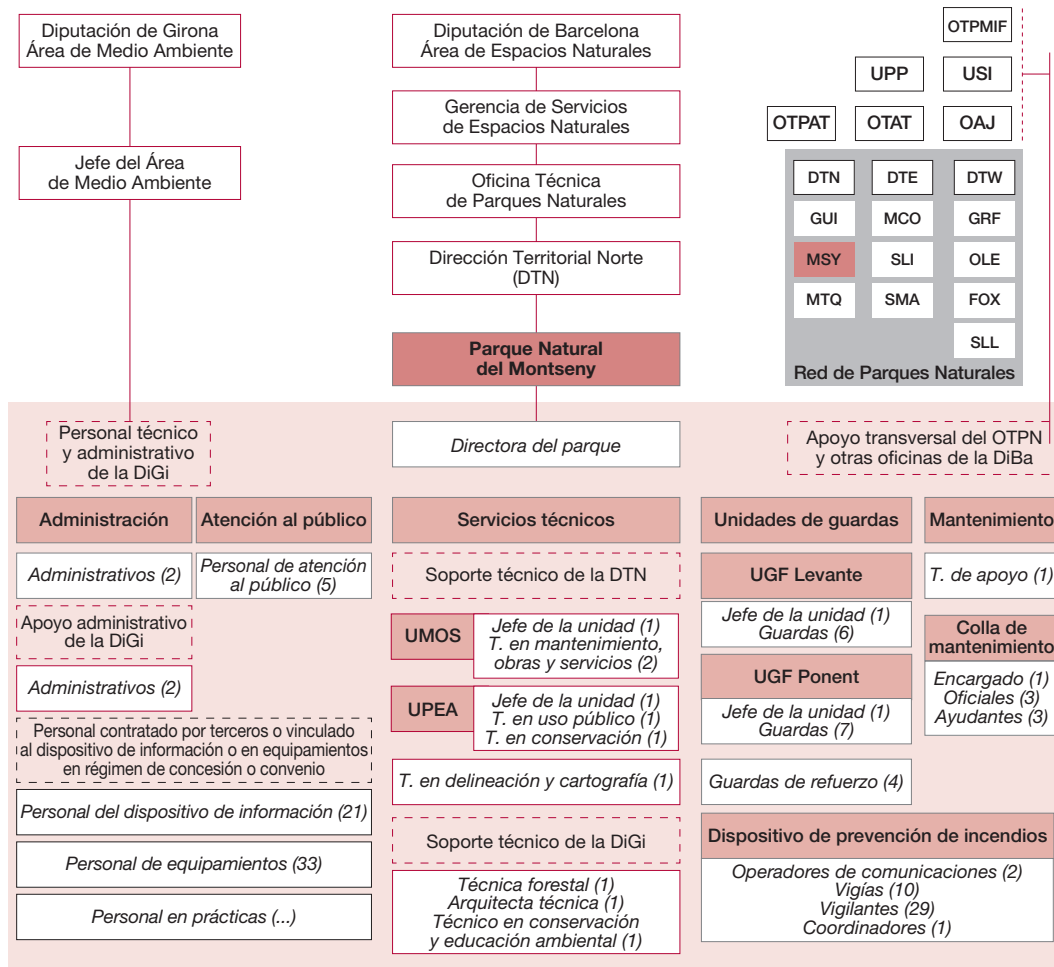 Diputación de Girona
Área de Medio Ambiente
Jefe del Área
de Medio Ambiente
Diputación de Barcelona
Área de Espacios Naturales
Gerencia de Servicios
de Espacios Naturales
Oficina Técnica
de Parques Naturales
Dirección Territorial Norte
(DTN)
Parque Natural
del Montseny
OTPMIF
UPP
USI
OTPAT
OTAT
OAJ
DTN
DTE
DTW
GUI
MCO
GRF
MSY
SLI
OLE
MTQ
SMA
FOX
SLL
Red de Parques Naturales
Personal técnico
y administrativo
de la DiGi
Directora del parque
Apoyo transversal del OTPN
y otras oficinas de la DiBa
Administración
Administrativos (2)
Apoyo administrativo
de la DiGi
Administrativos (2)
Atención al público
Personal de atención
al público (5)
Personal contratado por terceros o vinculado
al dispositivo de información o en equipamientos
en régimen de concesión o convenio
Personal del dispositivo de información (21)
Personal de equipamientos (33)
Personal en prácticas (...)
Servicios técnicos
Soporte técnico de la DTN
UMOS
Jefe de la unidad (1)
T. en mantenimiento,
obras y servicios (2)
UPEA
Jefe de la unidad (1)
T. en uso público (1)
T. en conservación (1)
T. en delineación y cartografía (1)
Soporte técnico de la DiGi
Técnica forestal (1)
Arquitecta técnica (1)
Técnico en conservación
y educación ambiental (1)
Unidades de guardas
UGF Levante
Jefe de la unidad (1)
Guardas (6)
UGF Ponent
Jefe de la unidad (1)
Guardas (7)
Guardas de refuerzo (4)
Mantenimiento
T. de apoyo (1)
Colla de
mantenimiento
Encargado (1)
Oficiales (3)
Ayudantes (3)
Dispositivo de prevención de incendios
Operadores de comunicaciones (2)
Vigías (10)
Vigilantes (29)
Coordinadores (1)